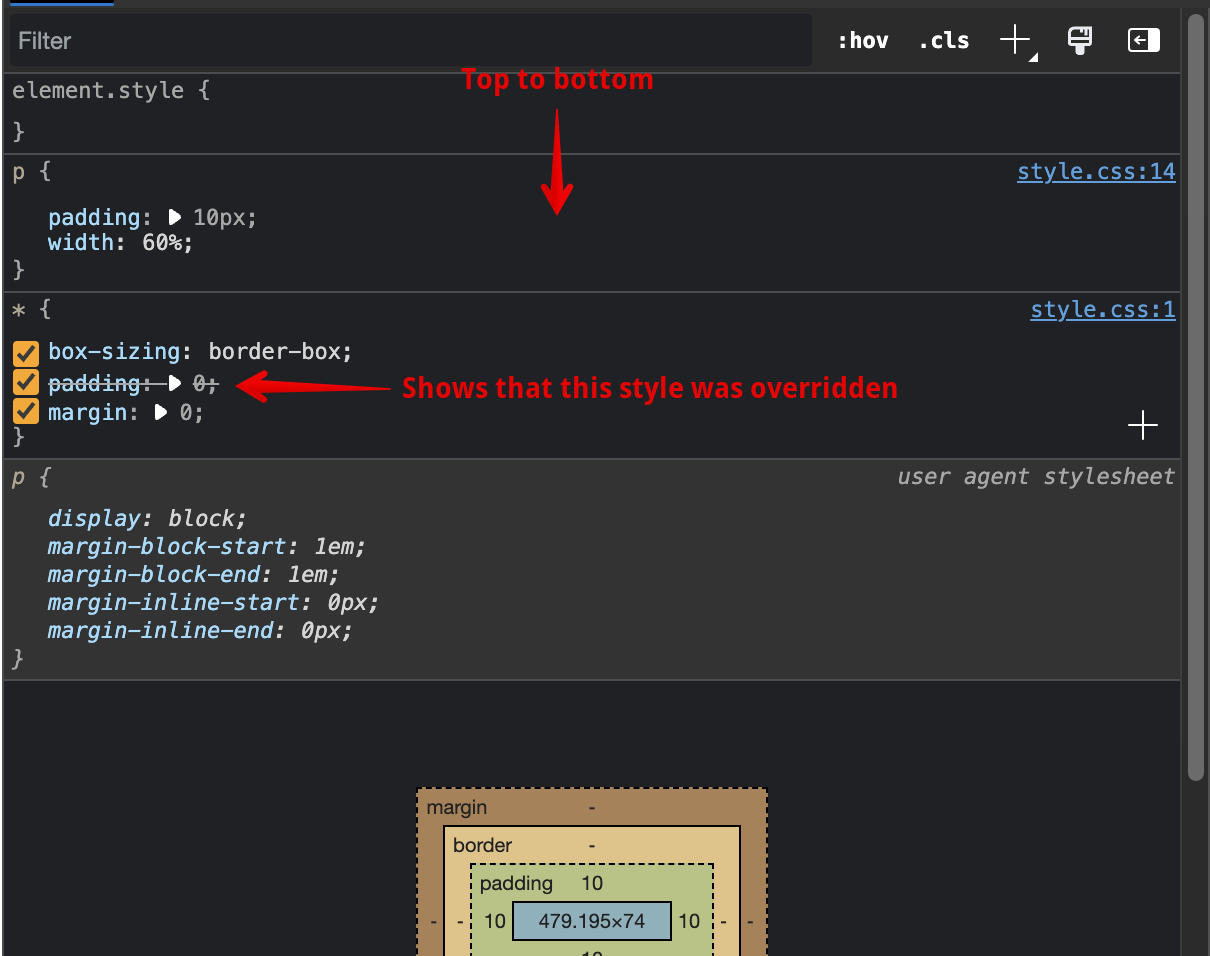 Filter :hov .cls
Top to bottom
element.style {
}
p { style.css:14
padding: 10px;
width: 60%;
}
* { style.css:1
box-sizing: border-box;
padding: 0; Shows that this style was overridden
margin: 0;
}
p { user agent stylesheet
display: block;
margin-block-start: 1em;
margin-block-end: 1em;
margin-inline-start: 0px;
margin-inline-end: 0px;
}
margin -
border -
padding 10
- - 10 479.195×74 10 - -
10